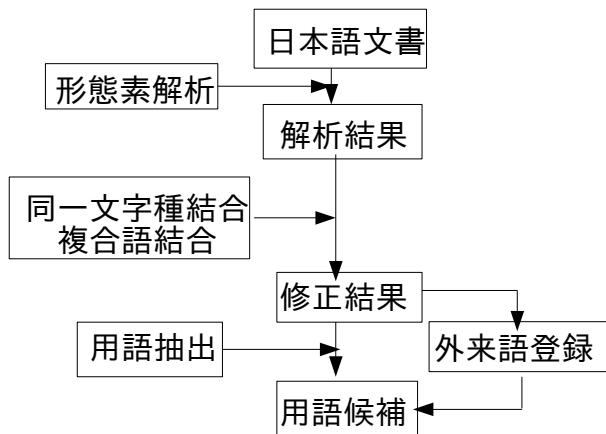 日本語文書
形態素解析
解析結果
同一文字種結合
複合語結合
修正結果
用語抽出
外来語登録
用語候補